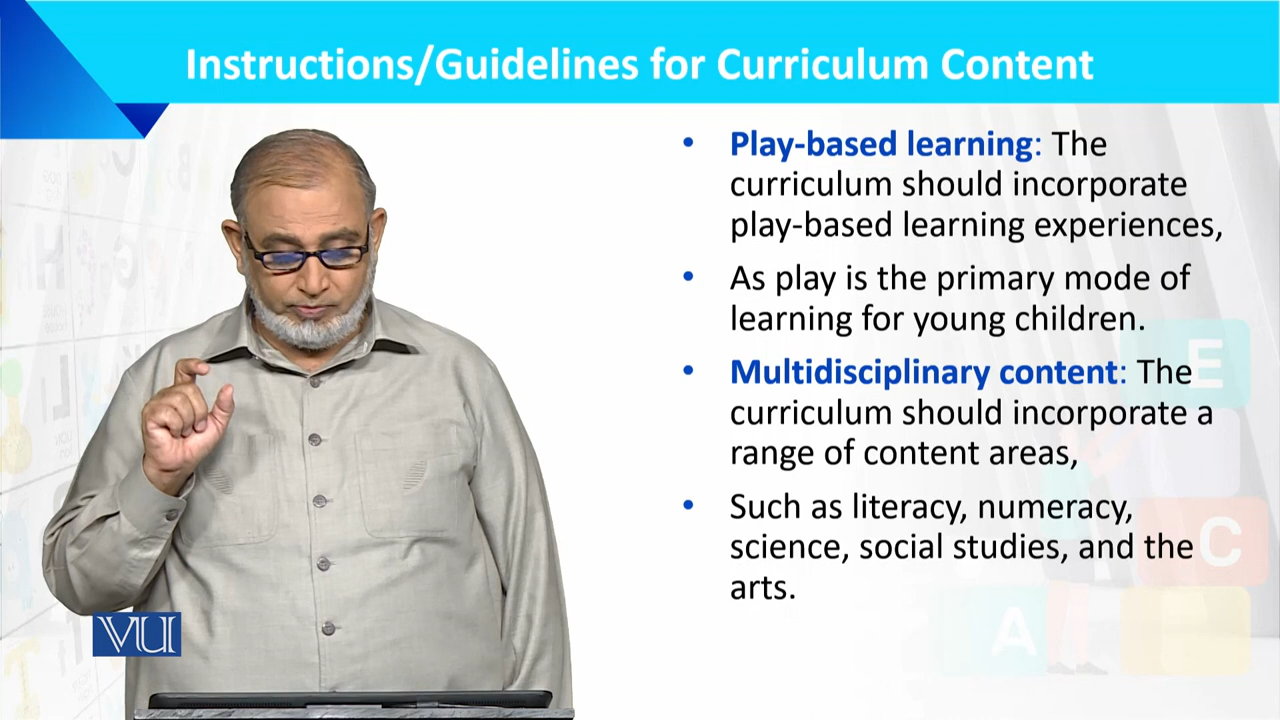 Instructions/Guidelines for Curriculum Content
• Play-based learning: The
curriculum should incorporate
play-based learning experiences,
• As play is the primary mode of
learning for young children.
• Multidisciplinary content: The
curriculum should incorporate a
range of content areas,
• Such as literacy, numeracy,
science, social studies, and the
arts.
E
C
A
VU